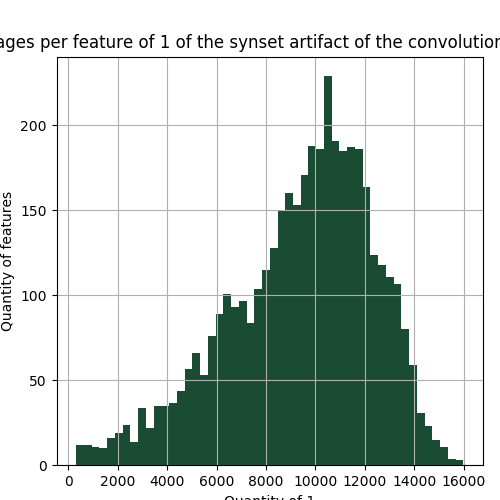 ages per feature of 1 of the synset artifact of the convolution
200
150
100
50
0
Quantity of features
0 2000 4000 6000 8000 10000 12000 14000 16000
Quantity of 1